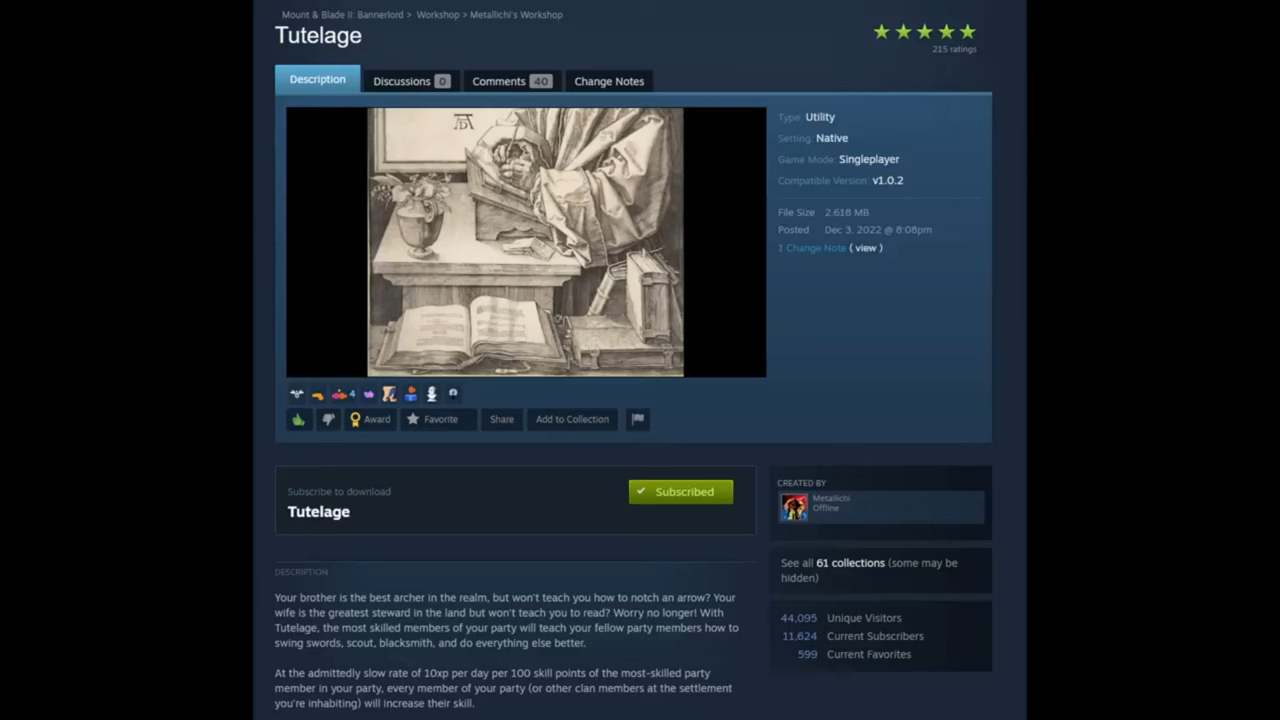 Mount & Blade II: Bannerlord > Workshop > Metallichi's Workshop
Tutelage
215 ratings
Description
Discussions 0
Comments 40
Change Notes
AD
Type: Utility
Setting: Native
Game Mode: Singleplayer
Compatible Version: v1.0.2
File Size 2.618 MB
Posted Dec 3, 2022 @ 8:08pm
1 Change Note ( view )
4
Award
Favorite
Share
Add to Collection
Subscribe to download
Tutelage
Subscribed
CREATED BY
Metallichi
Offline
See all 61 collections (some may be
hidden)
44,095 Unique Visitors
11,624 Current Subscribers
599 Current Favorites
DESCRIPTION
Your brother is the best archer in the realm, but won't teach you how to notch an arrow? Your
wife is the greatest steward in the land but won't teach you to read? Worry no longer! With
Tutelage, the most skilled members of your party will teach your fellow party members how to
swing swords, scout, blacksmith, and do everything else better.
At the admittedly slow rate of 10xp per day per 100 skill points of the most-skilled party
member in your party, every member of your party (or other clan members at the settlement
you're inhabiting) will increase their skill.